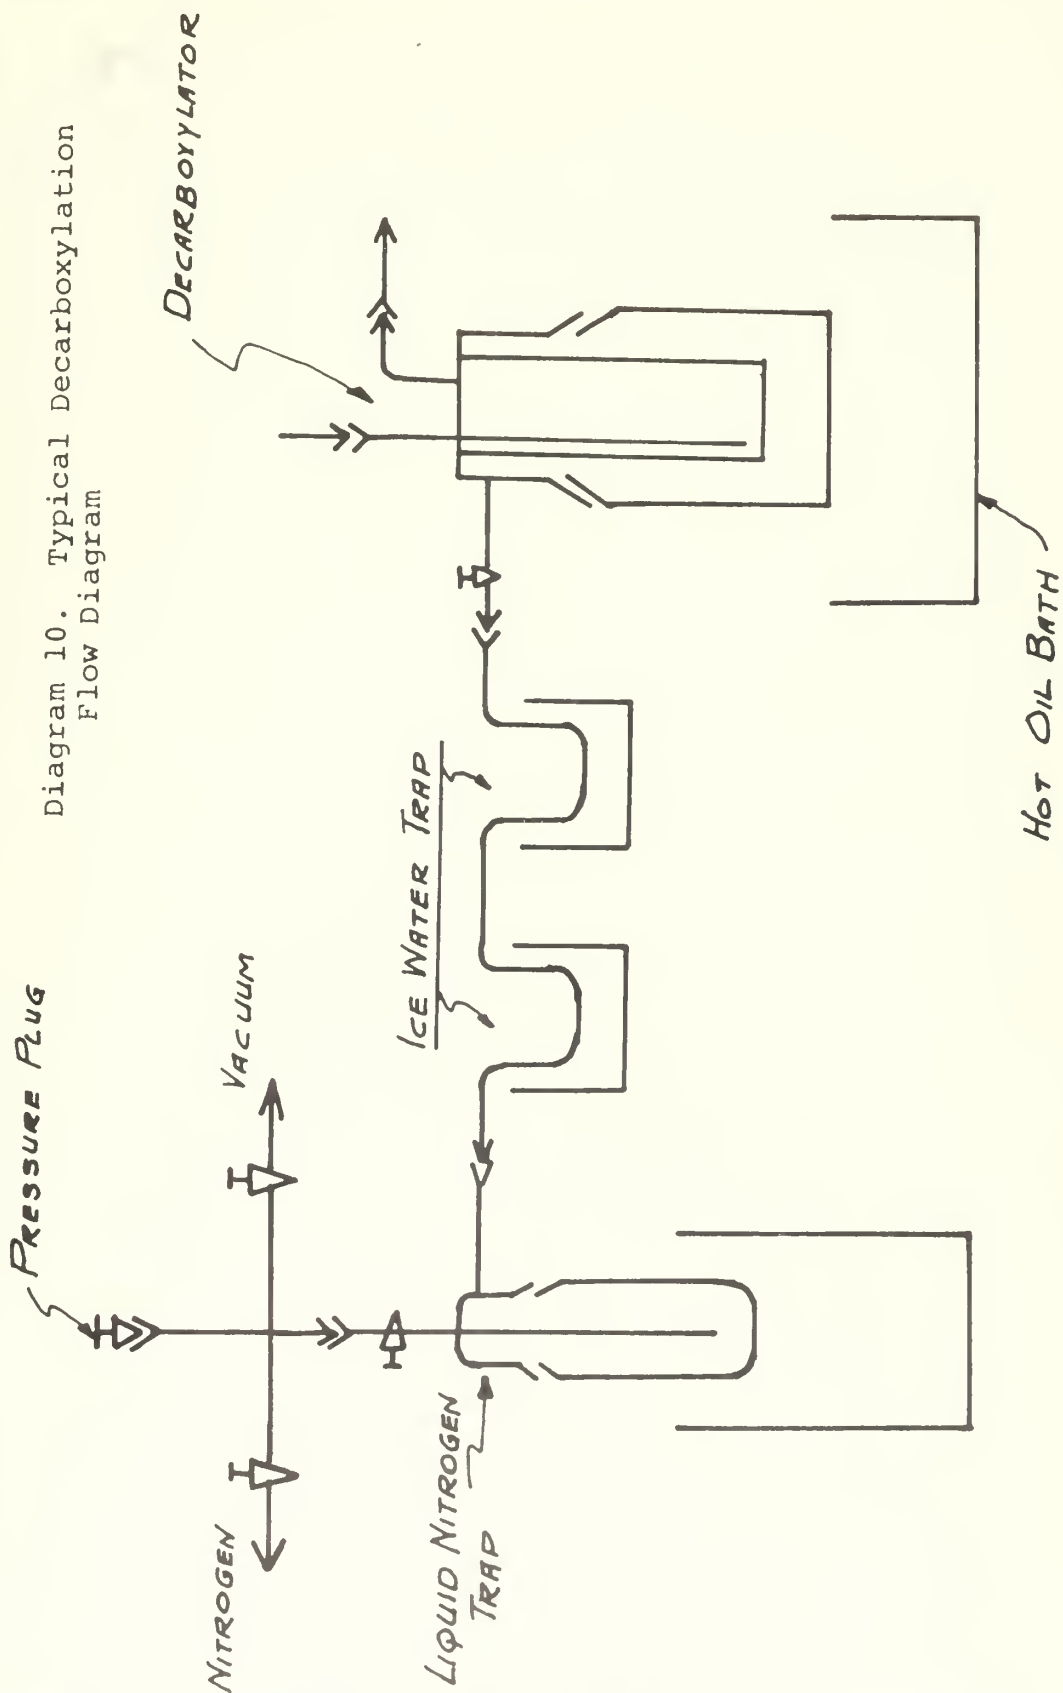 Diagram 10. Typical Decarboxylation
Flow Diagram
PRESSURE PLUG
NITROGEN
VACUUM
DECARBOXYLATOR
LIQUID NITROGEN
TRAP
ICE WATER TRAP
HOT OIL BATH